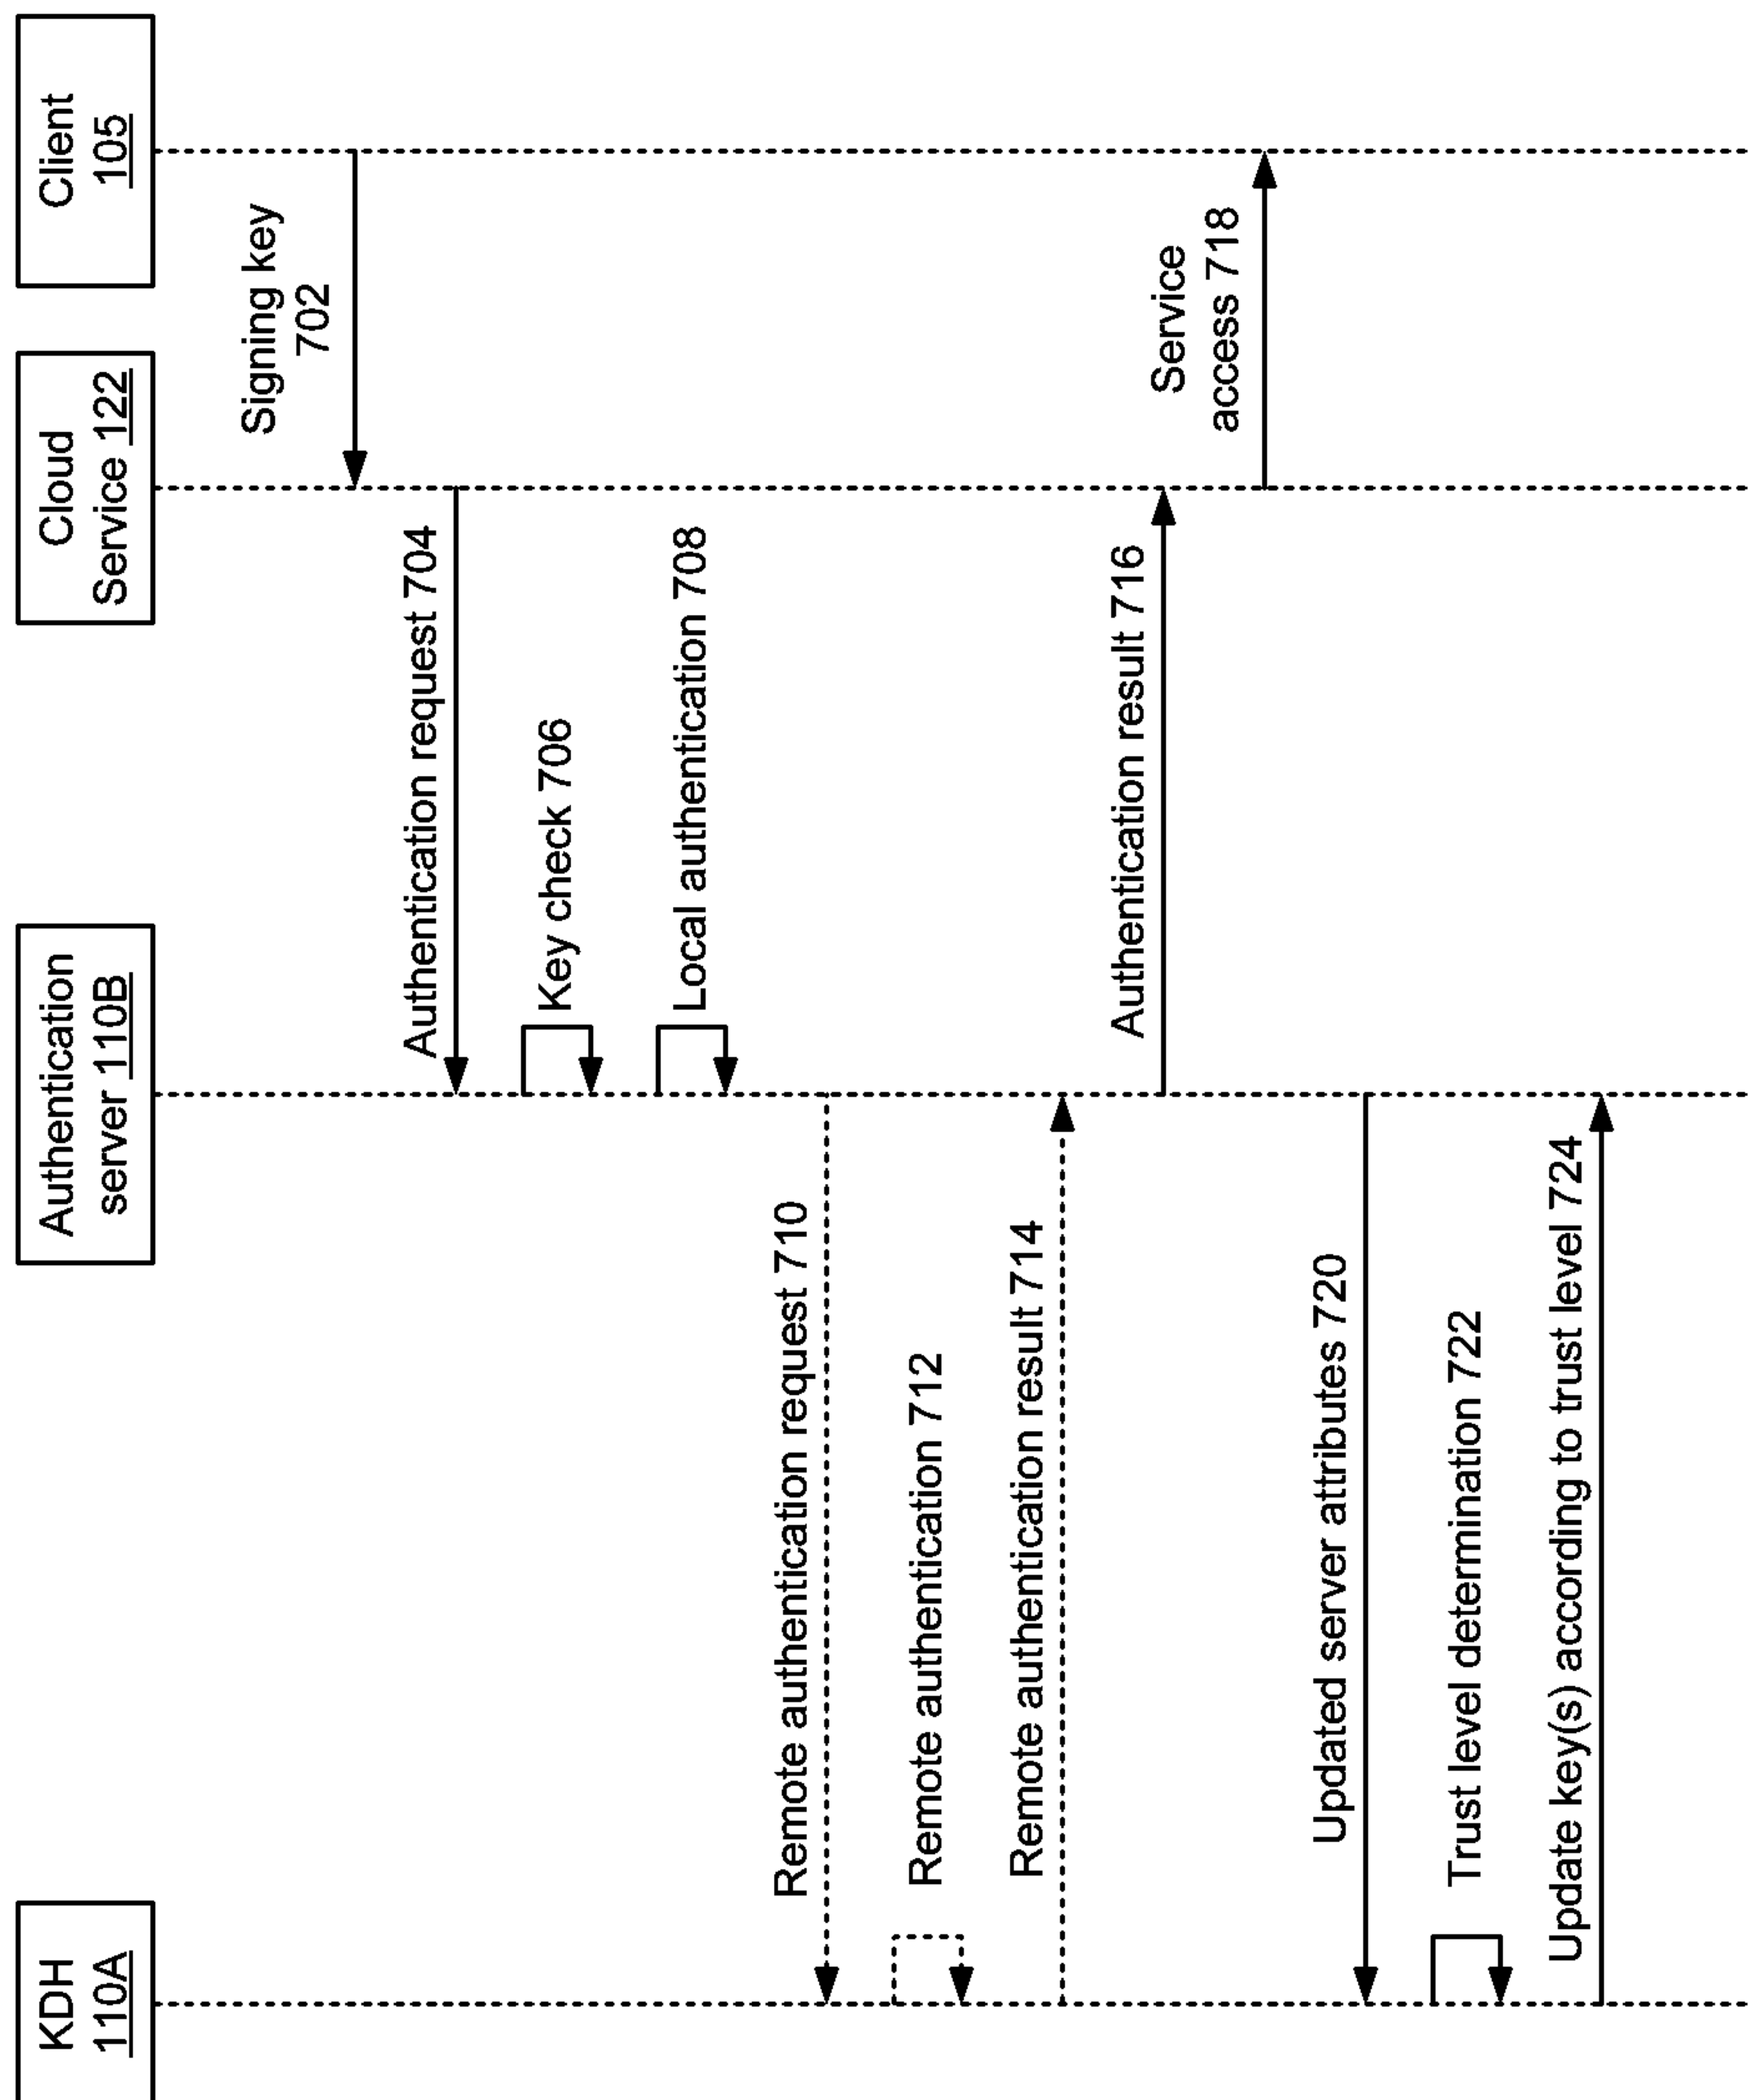 KDH
110A
Authentication
server 110B
Cloud
Service 122
Client
105
Signing key
702
Authentication request 704
Key check 706
Local authentication 708
Remote authentication request 710
Remote authentication 712
Remote authentication result 714
Authentication result 716
Service
access 718
Updated server attributes 720
Trust level determination 722
Update key(s) according to trust level 724